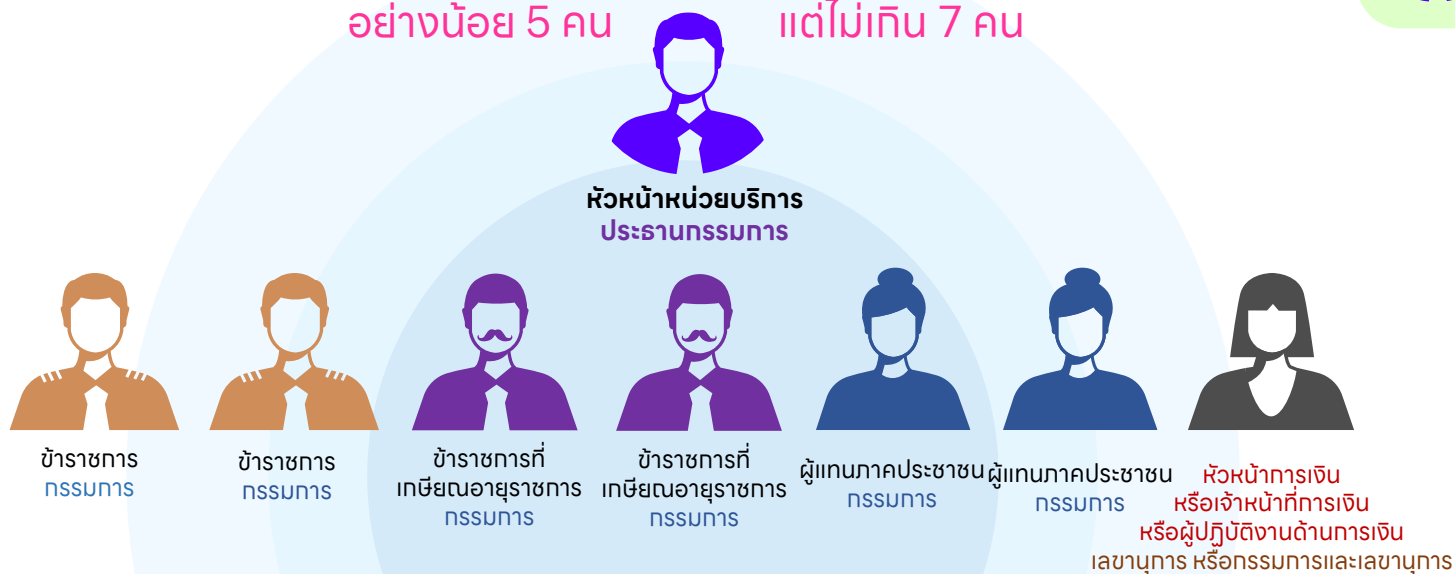 อย่างน้อย 5 คน แต่ไม่เกิน 7 คน
หัวหน้าหน่วยบริการ
ประธานกรรมการ
ข้าราชการ
กรรมการ
ข้าราชการ
กรรมการ
ข้าราชการที่
เกษียณอายุราชการ
กรรมการ
ข้าราชการที่
เกษียณอายุราชการ
กรรมการ
ผู้แทนภาคประชาชน
กรรมการ
ผู้แทนภาคประชาชน
กรรมการ
หัวหน้าการเงิน
หรือเจ้าหน้าที่การเงิน
หรือผู้ปฏิบัติงานด้านการเงิน
เลขานุการ หรือกรรมการและเลขานุการ